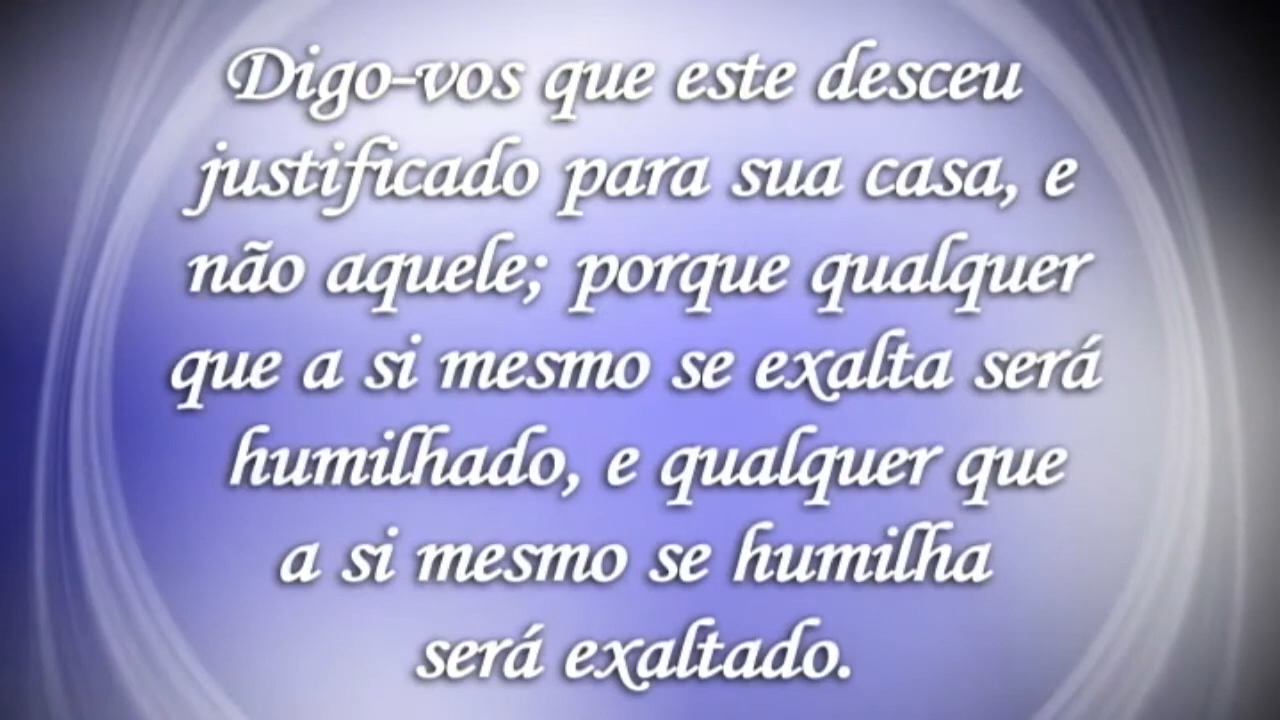 Digo-vos que este desceu
justificado para sua casa, e
não aquele; porque qualquer
que a si mesmo se exalta será
humilhado, e qualquer que
a si mesmo se humilha
será exaltado.